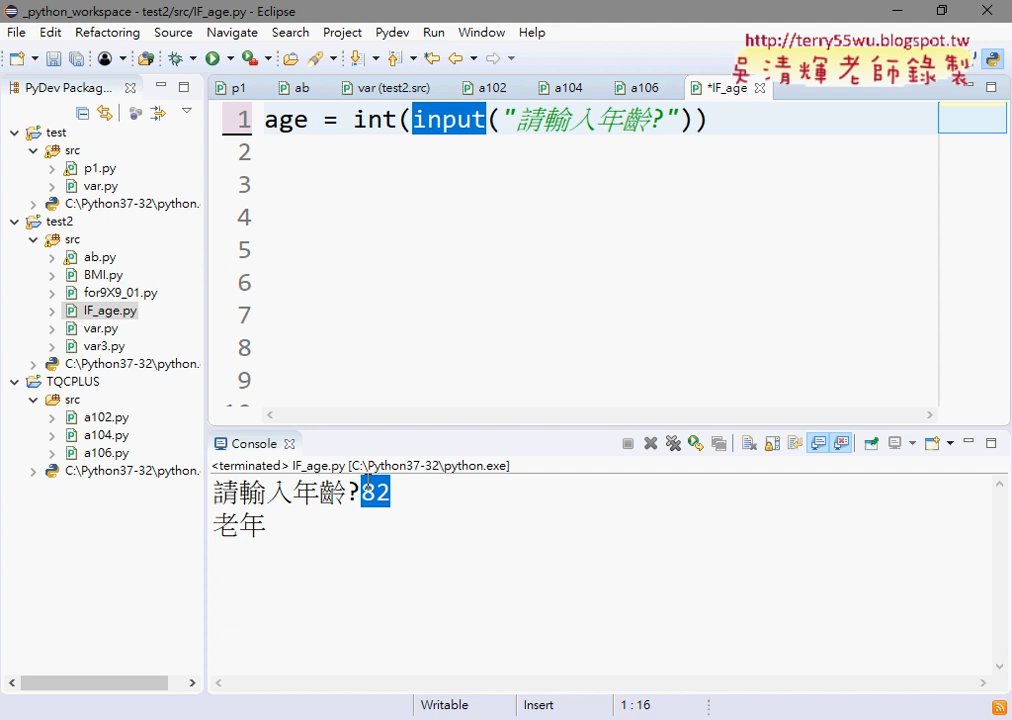 _python_workspace - test2/src/IF_age.py - Eclipse
File Edit Refactoring Source Navigate Search Project Pydev Run Window Help
http://terry55wu.blogspot.tw
吳清輝老師錄製
PyDev Packag...
p1 ab var (test2.src) a102 a104 a106 *IF_age
test
src
p1.py
var.py
C:\Python37-32\python.
test2
src
ab.py
BMI.py
for9X9_01.py
IF_age.py
var.py
var3.py
C:\Python37-32\python.
TQCPLUS
src
a102.py
a104.py
a106.py
C:\Python37-32\python.
1 age = int(input("請輸入年齡?"))
2
3
4
5
6
7
8
9
Console
<terminated> IF_age.py [C:\Python37-32\python.exe]
請輸入年齡?82
老年
Writable Insert 1 : 16